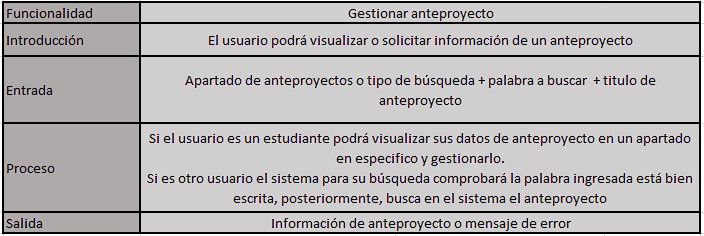 Funcionalidad Gestionar anteproyecto
Introducción El usuario podrá visualizar o solicitar información de un anteproyecto
Entrada Apartado de anteproyectos o tipo de búsqueda + palabra a buscar + titulo de
anteproyecto
Proceso Si el usuario es un estudiante podrá visualizar sus datos de anteproyecto en un apartado
en especifico y gestionarlo.
Si es otro usuario el sistema para su búsqueda comprobará la palabra ingresada está bien
escrita, posteriormente, busca en el sistema el anteproyecto
Salida Información de anteproyecto o mensaje de error